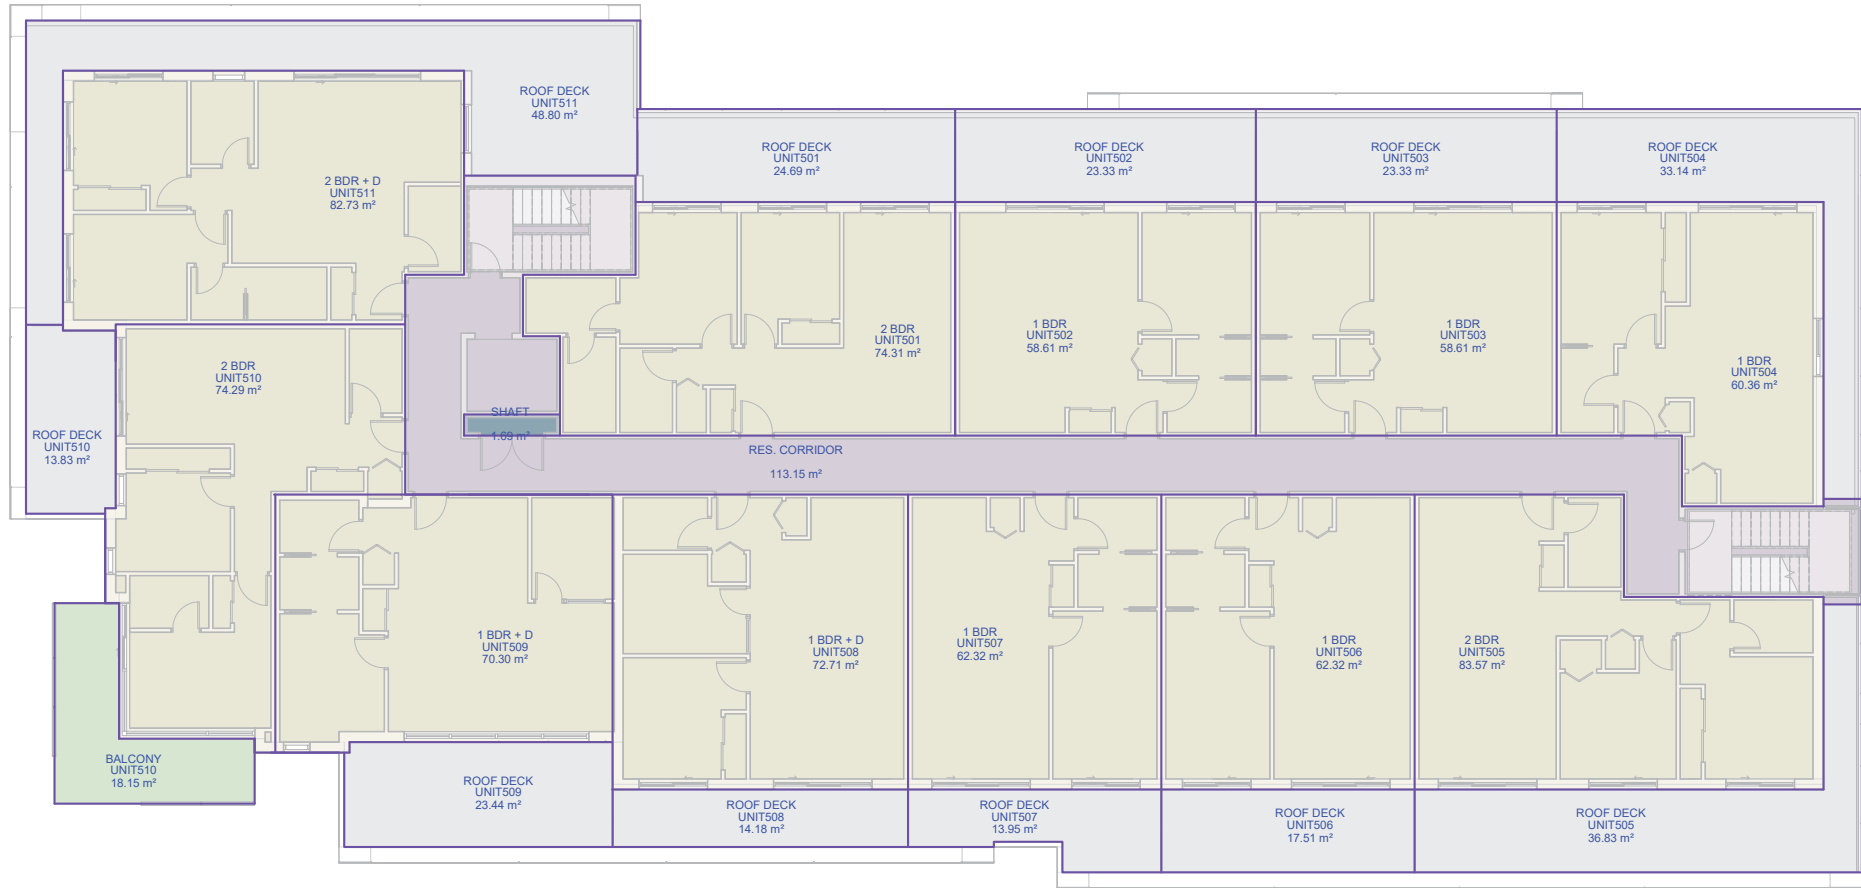 ROOF DECK
UNIT511
48.80 m²
ROOF DECK
UNIT501
24.69 m²
ROOF DECK
UNIT502
23.33 m²
ROOF DECK
UNIT503
23.33 m²
ROOF DECK
UNIT504
33.14 m²
2 BDR + D
UNIT511
82.73 m²
2 BDR
UNIT501
74.31 m²
1 BDR
UNIT502
58.61 m²
1 BDR
UNIT503
58.61 m²
1 BDR
UNIT504
60.36 m²
2 BDR
UNIT510
74.29 m²
ROOF DECK
UNIT510
13.83 m²
SHAFT
1.69 m²
RES. CORRIDOR
113.15 m²
1 BDR + D
UNIT509
70.30 m²
1 BDR + D
UNIT508
72.71 m²
1 BDR
UNIT507
62.32 m²
1 BDR
UNIT506
62.32 m²
2 BDR
UNIT505
83.57 m²
BALCONY
UNIT510
18.15 m²
ROOF DECK
UNIT509
23.44 m²
ROOF DECK
UNIT508
14.18 m²
ROOF DECK
UNIT507
13.95 m²
ROOF DECK
UNIT506
17.51 m²
ROOF DECK
UNIT505
36.83 m²